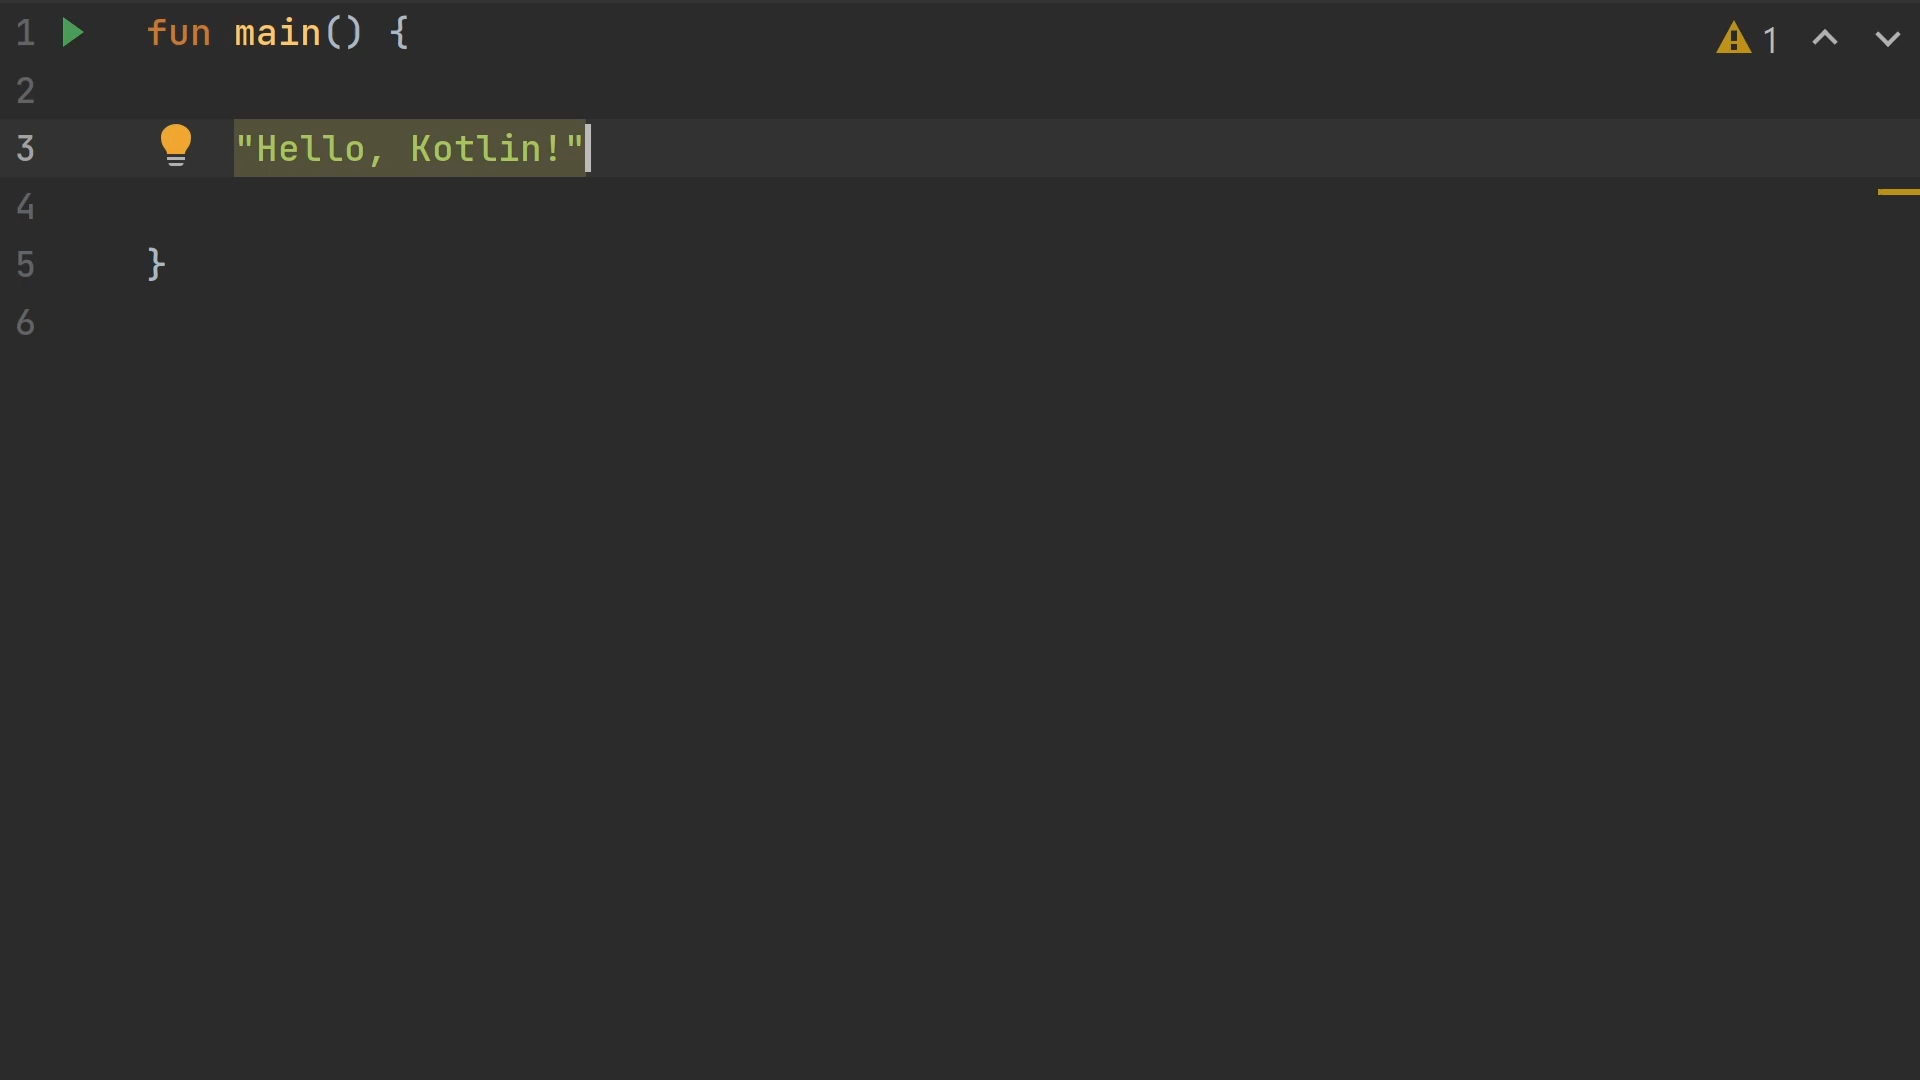 1 fun main() { 1
2
3 "Hello, Kotlin!"
4
5 }
6